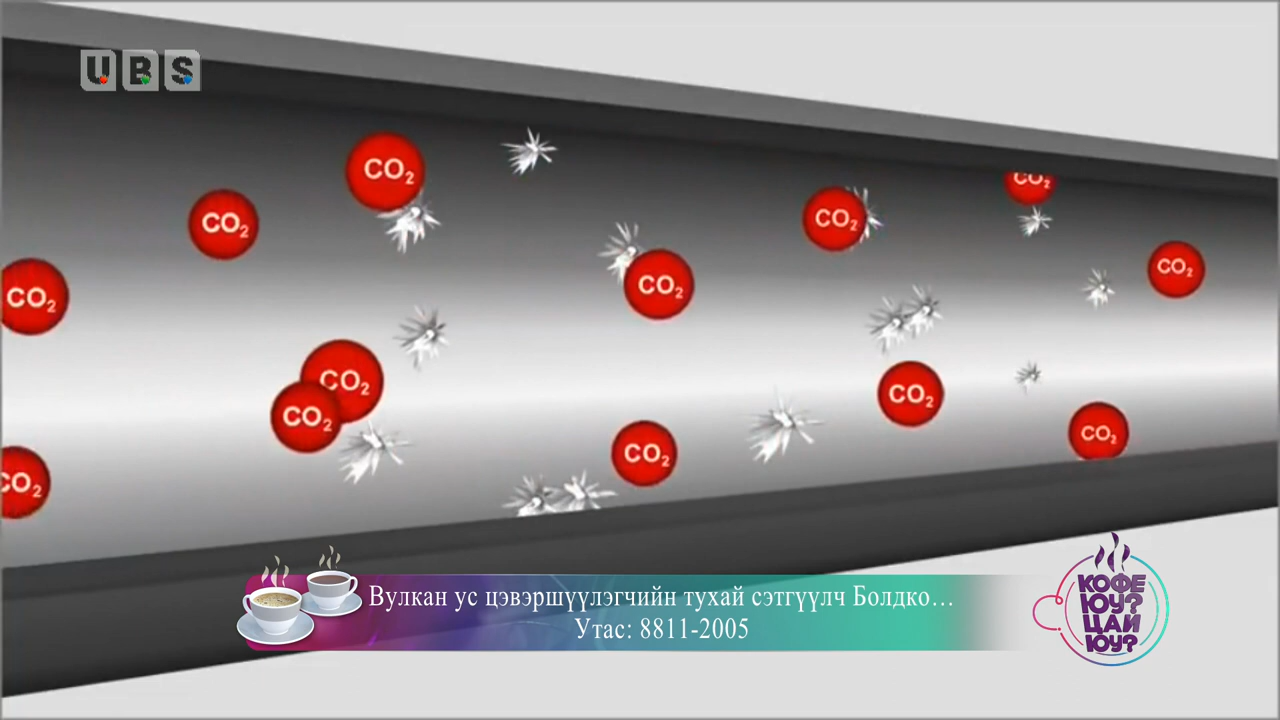 UBS
CO₂
CO₂
CO₂
CO₂
CO₂
CO₂
CO₂
CO₂
CO₂
CO₂
CO₂
CO₂
CO₂
Вулкан ус цэвэршүүлэгчийн тухай сэтгүүлч Болдко...
Утас: 8811-2005
КОФЕ
ЮУ?
ЦАЙ
ЮУ?